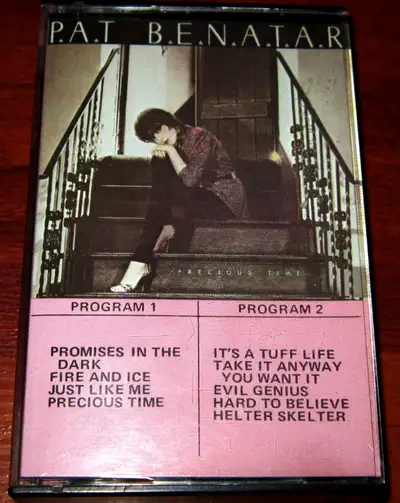 P.A.T B.E.N.A.T.A.R
PRECIOUS TIME
PROGRAM 1
PROMISES IN THE
DARK
FIRE AND ICE
JUST LIKE ME
PRECIOUS TIME
PROGRAM 2
IT'S A TUFF LIFE
TAKE IT ANYWAY
YOU WANT IT
EVIL GENIUS
HARD TO BELIEVE
HELTER SKELTER